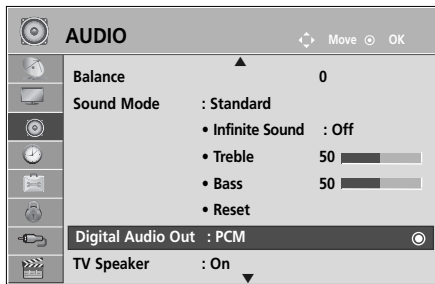 AUDIO Move OK
Balance 0
Sound Mode : Standard
• Infinite Sound : Off
• Treble 50
• Bass 50
• Reset
Digital Audio Out : PCM
TV Speaker : On